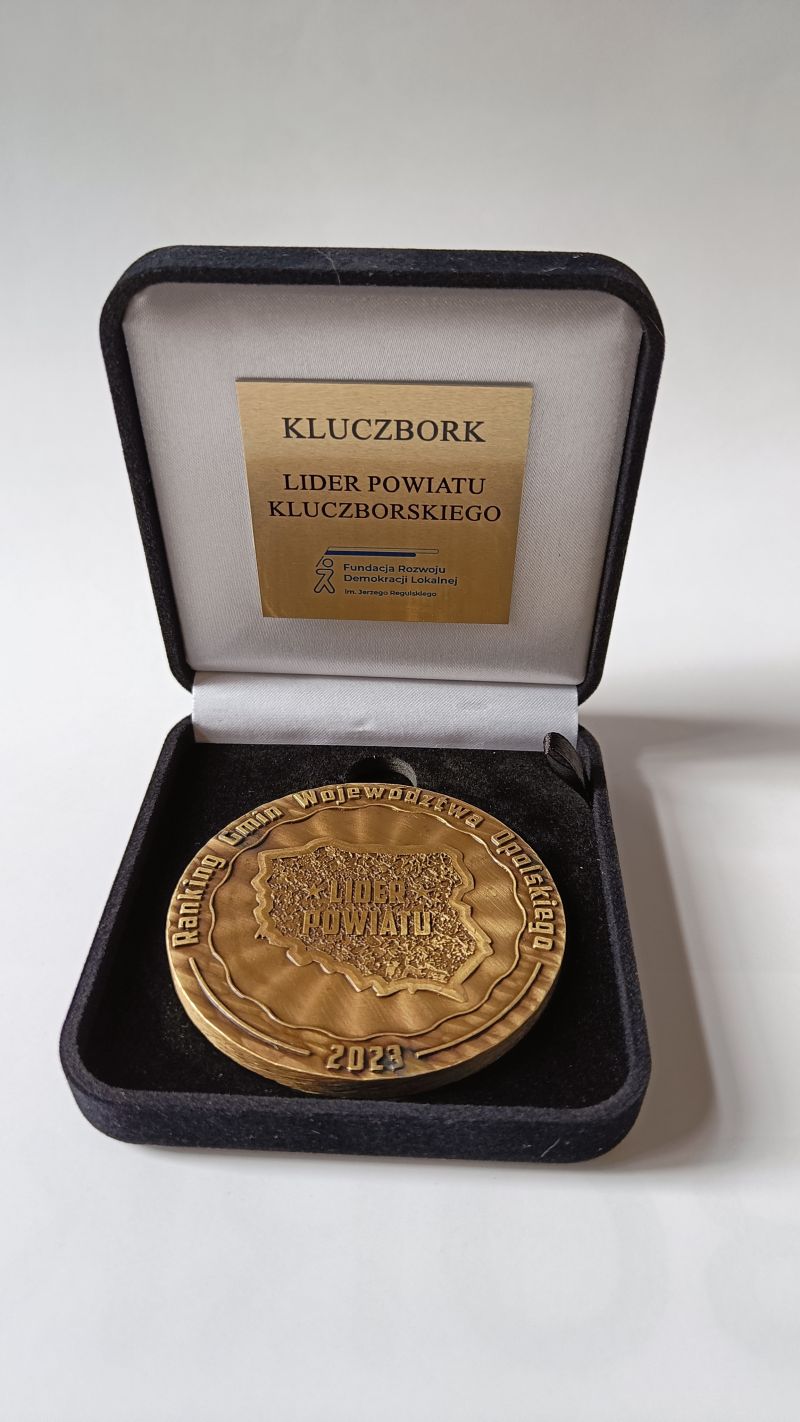 KLUCZBORK
LIDER POWIATU
KLUCZBORSKIEGO
Fundacja Rozwoju
Demokracji Lokalnej
im. Jerzego Regulskiego
Ranking Gmin Województwa Opolskiego
LIDER
POWIATU
2023